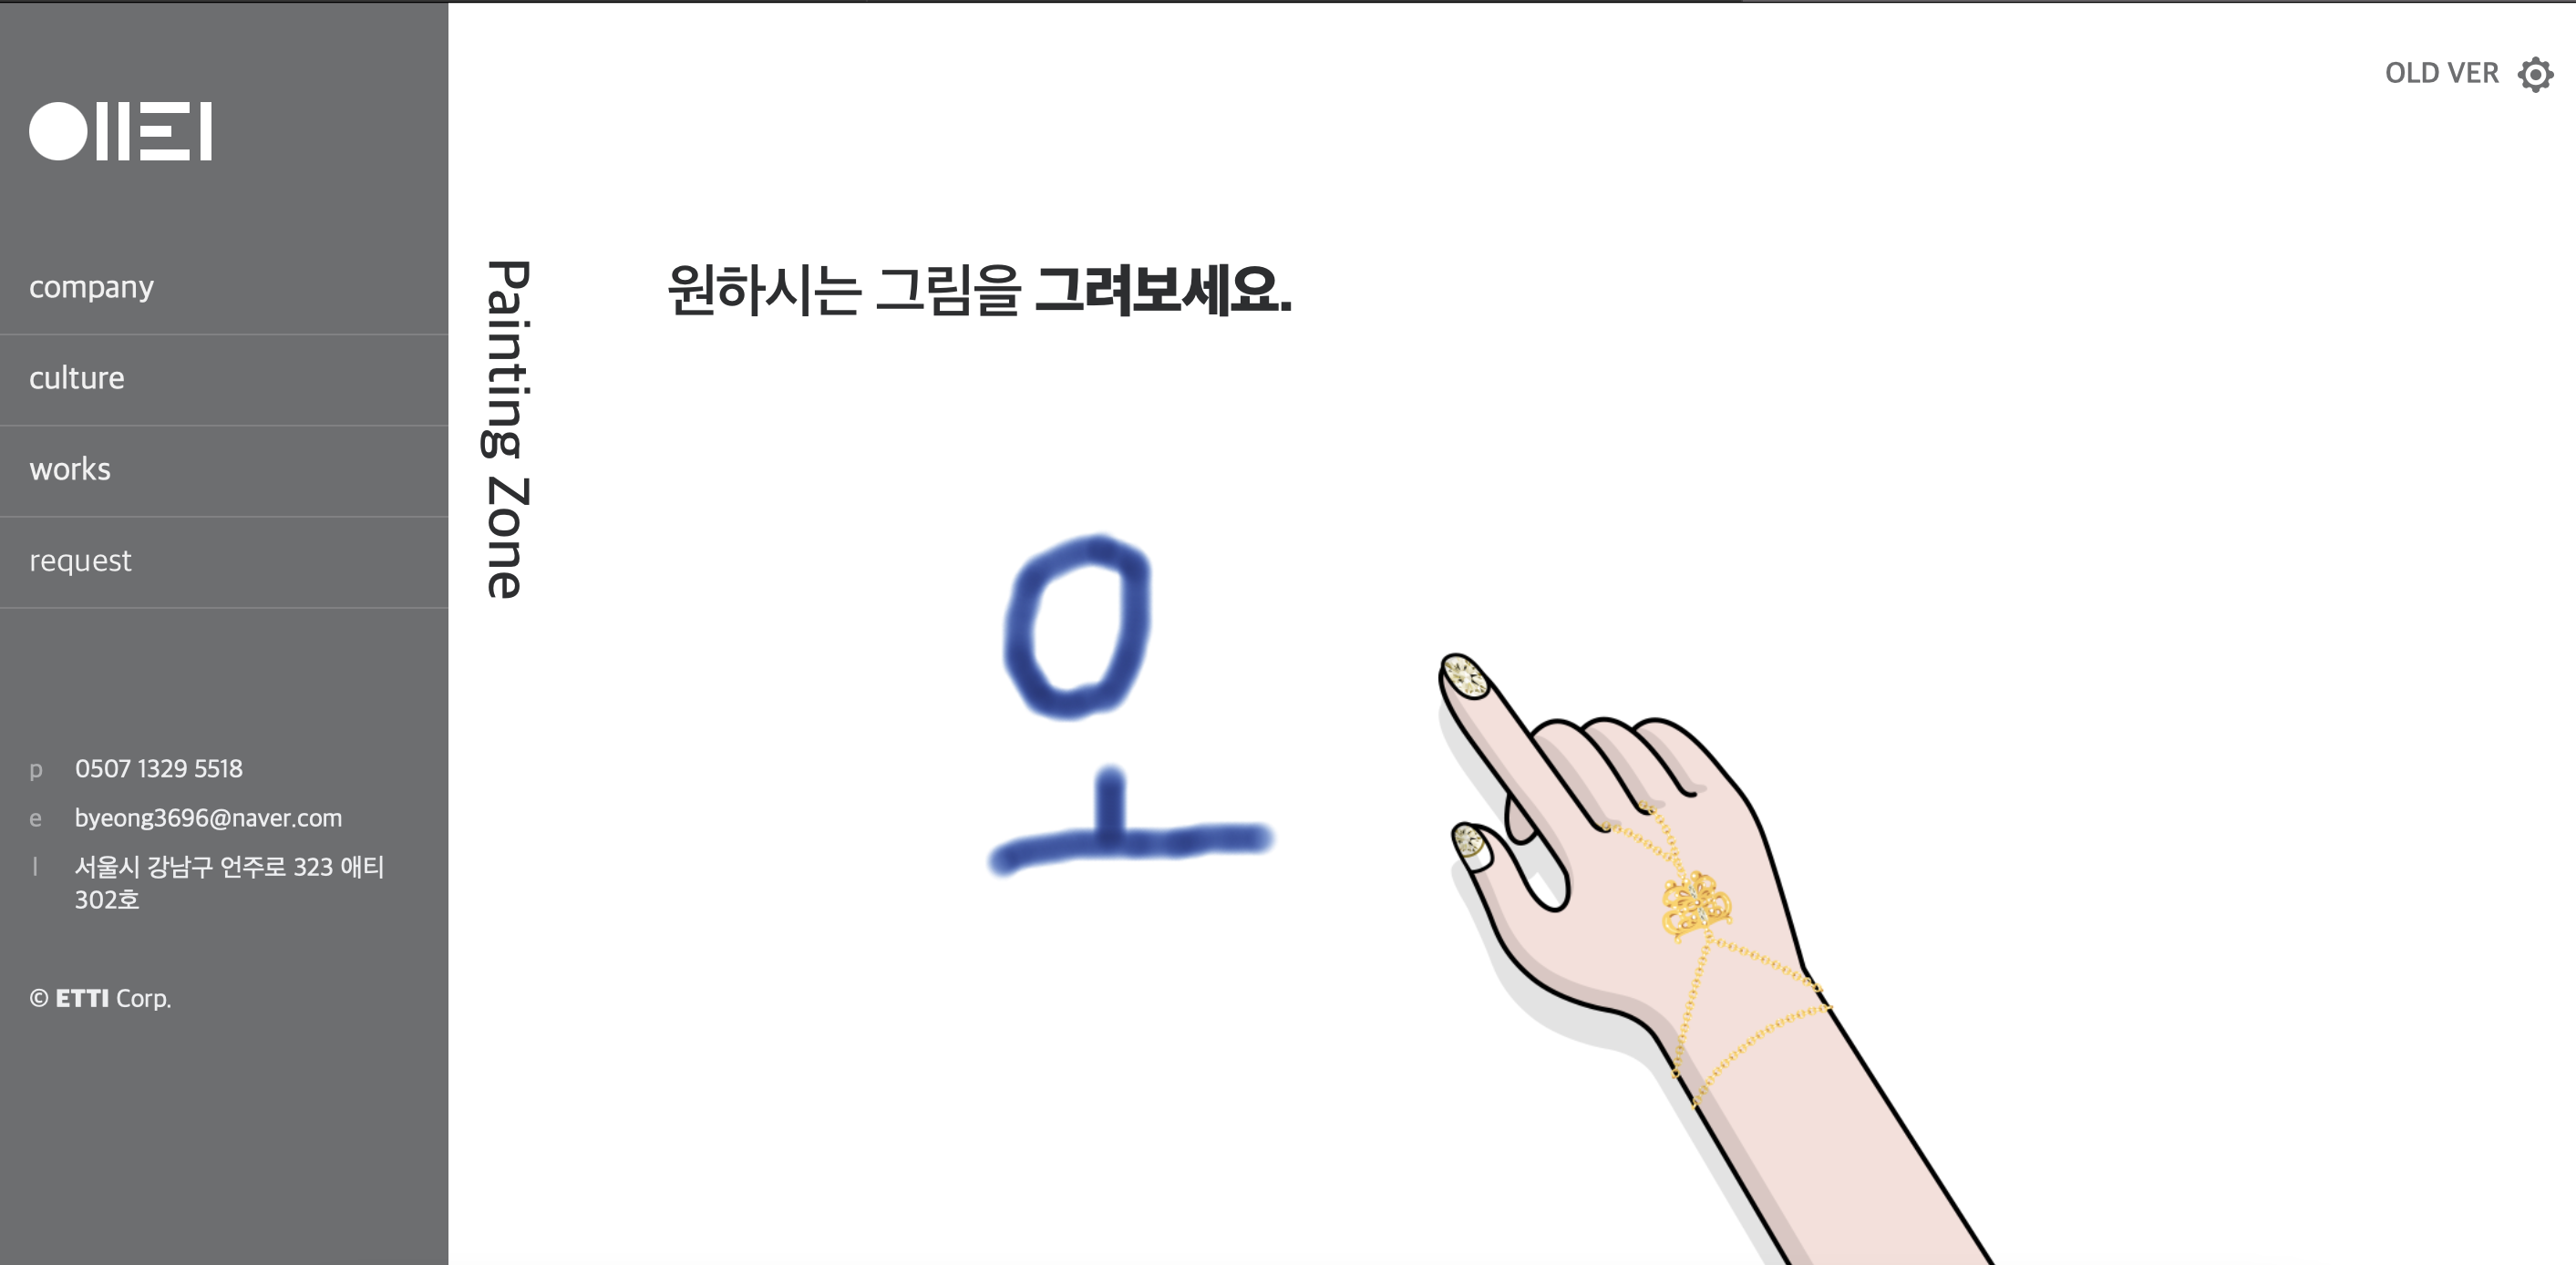 애티
company
culture
works
request
p 0507 1329 5518
e byeong3696@naver.com
l 서울시 강남구 언주로 323 애티
302호
© ETTI Corp.
Painting Zone
OLD VER
원하시는 그림을 그려보세요.
오